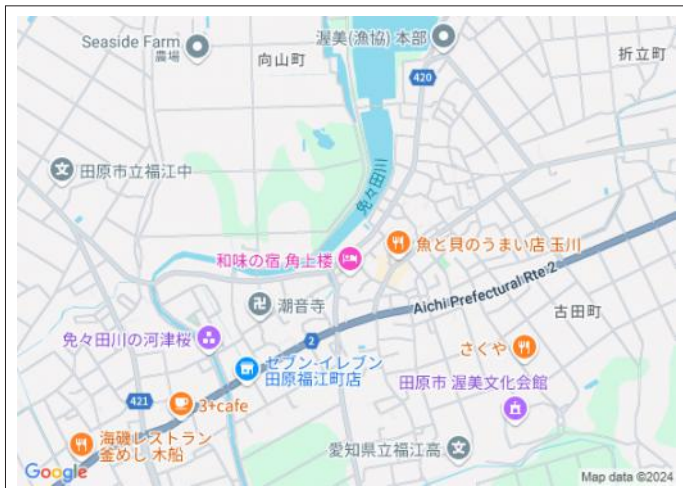 Seaside Farm
農場
向山町
渥美(漁協) 本部
折立町
420
田原市立福江中
免々田川
魚と貝のうまい店 玉川
和味の宿 角上楼
Aichi Prefectural Rte 2
潮音寺
古田町
免々田川の河津桜
2
さくや
セブン-イレブン
田原福江町店
田原市 渥美文化会館
421
3+cafe
海磯レストラン
釜めし 木船
愛知県立福江高
Google
Map data ©2024